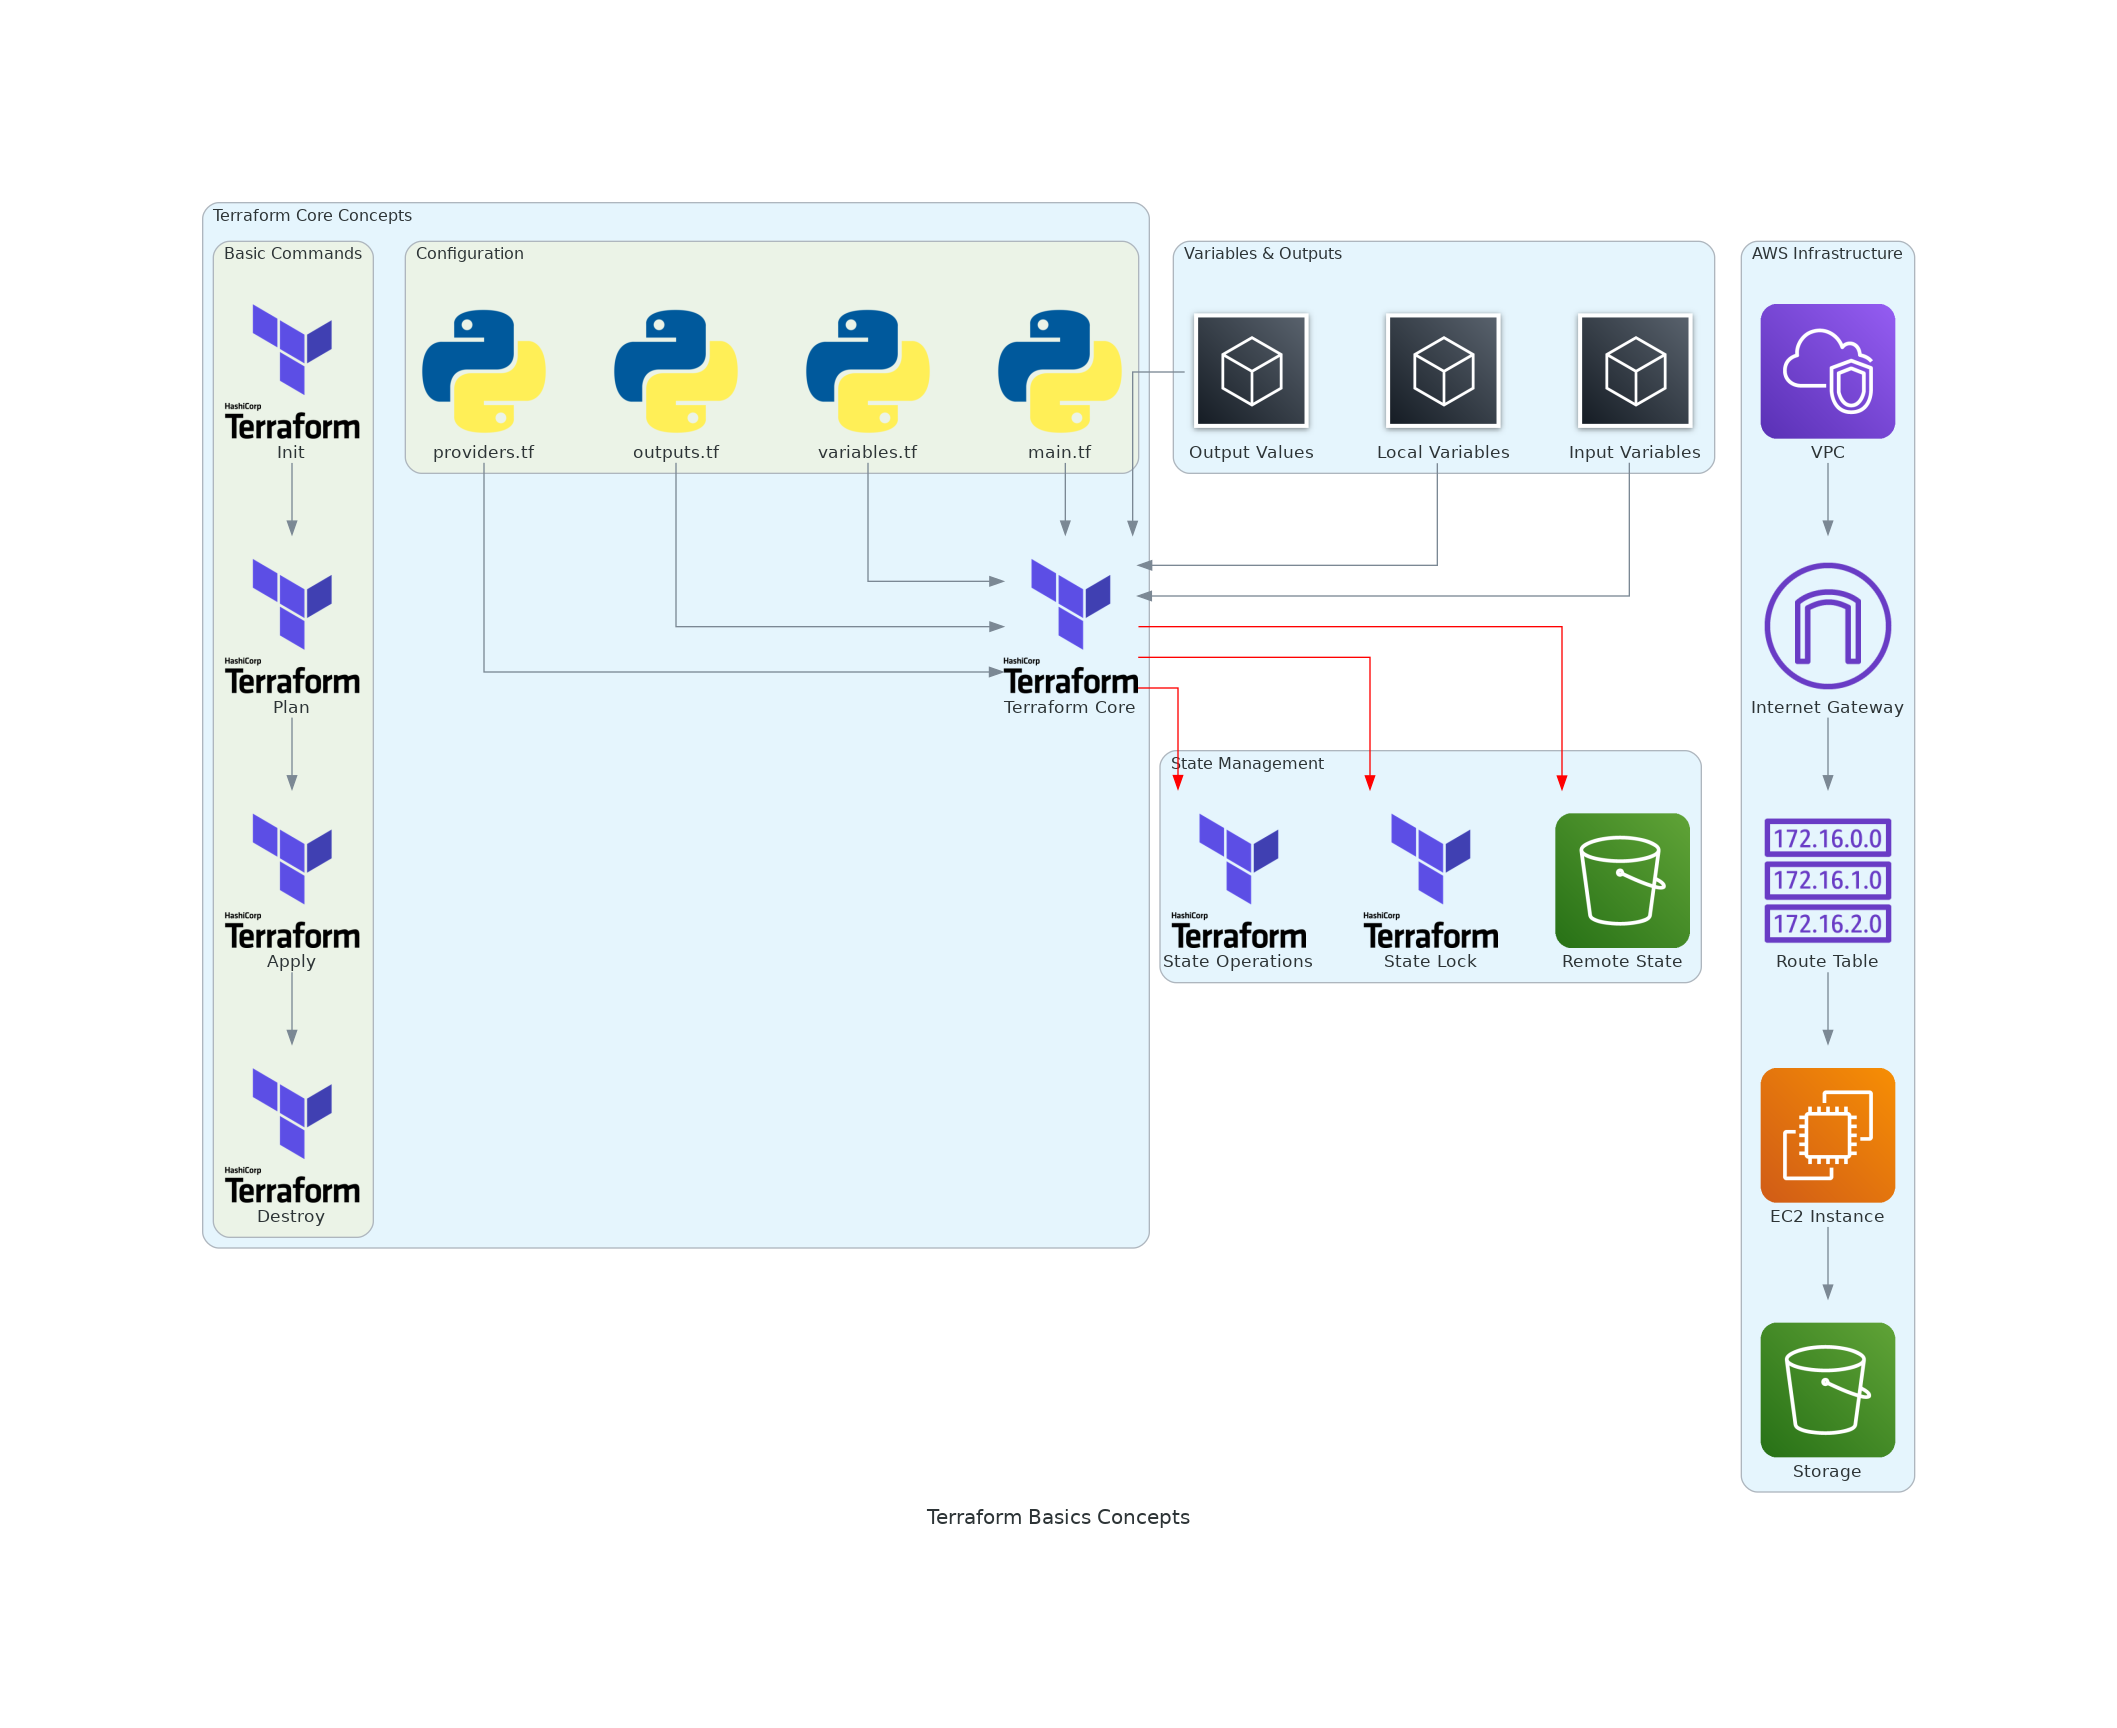 Terraform Core Concepts
Basic Commands
HashiCorp
Terraform
Init
HashiCorp
Terraform
Plan
HashiCorp
Terraform
Apply
HashiCorp
Terraform
Destroy
Configuration
providers.tf
outputs.tf
variables.tf
main.tf
HashiCorp
Terraform
Terraform Core
Variables & Outputs
Output Values
Local Variables
Input Variables
State Management
HashiCorp
Terraform
State Operations
HashiCorp
Terraform
State Lock
Remote State
AWS Infrastructure
VPC
Internet Gateway
172.16.0.0
172.16.1.0
172.16.2.0
Route Table
EC2 Instance
Storage
Terraform Basics Concepts